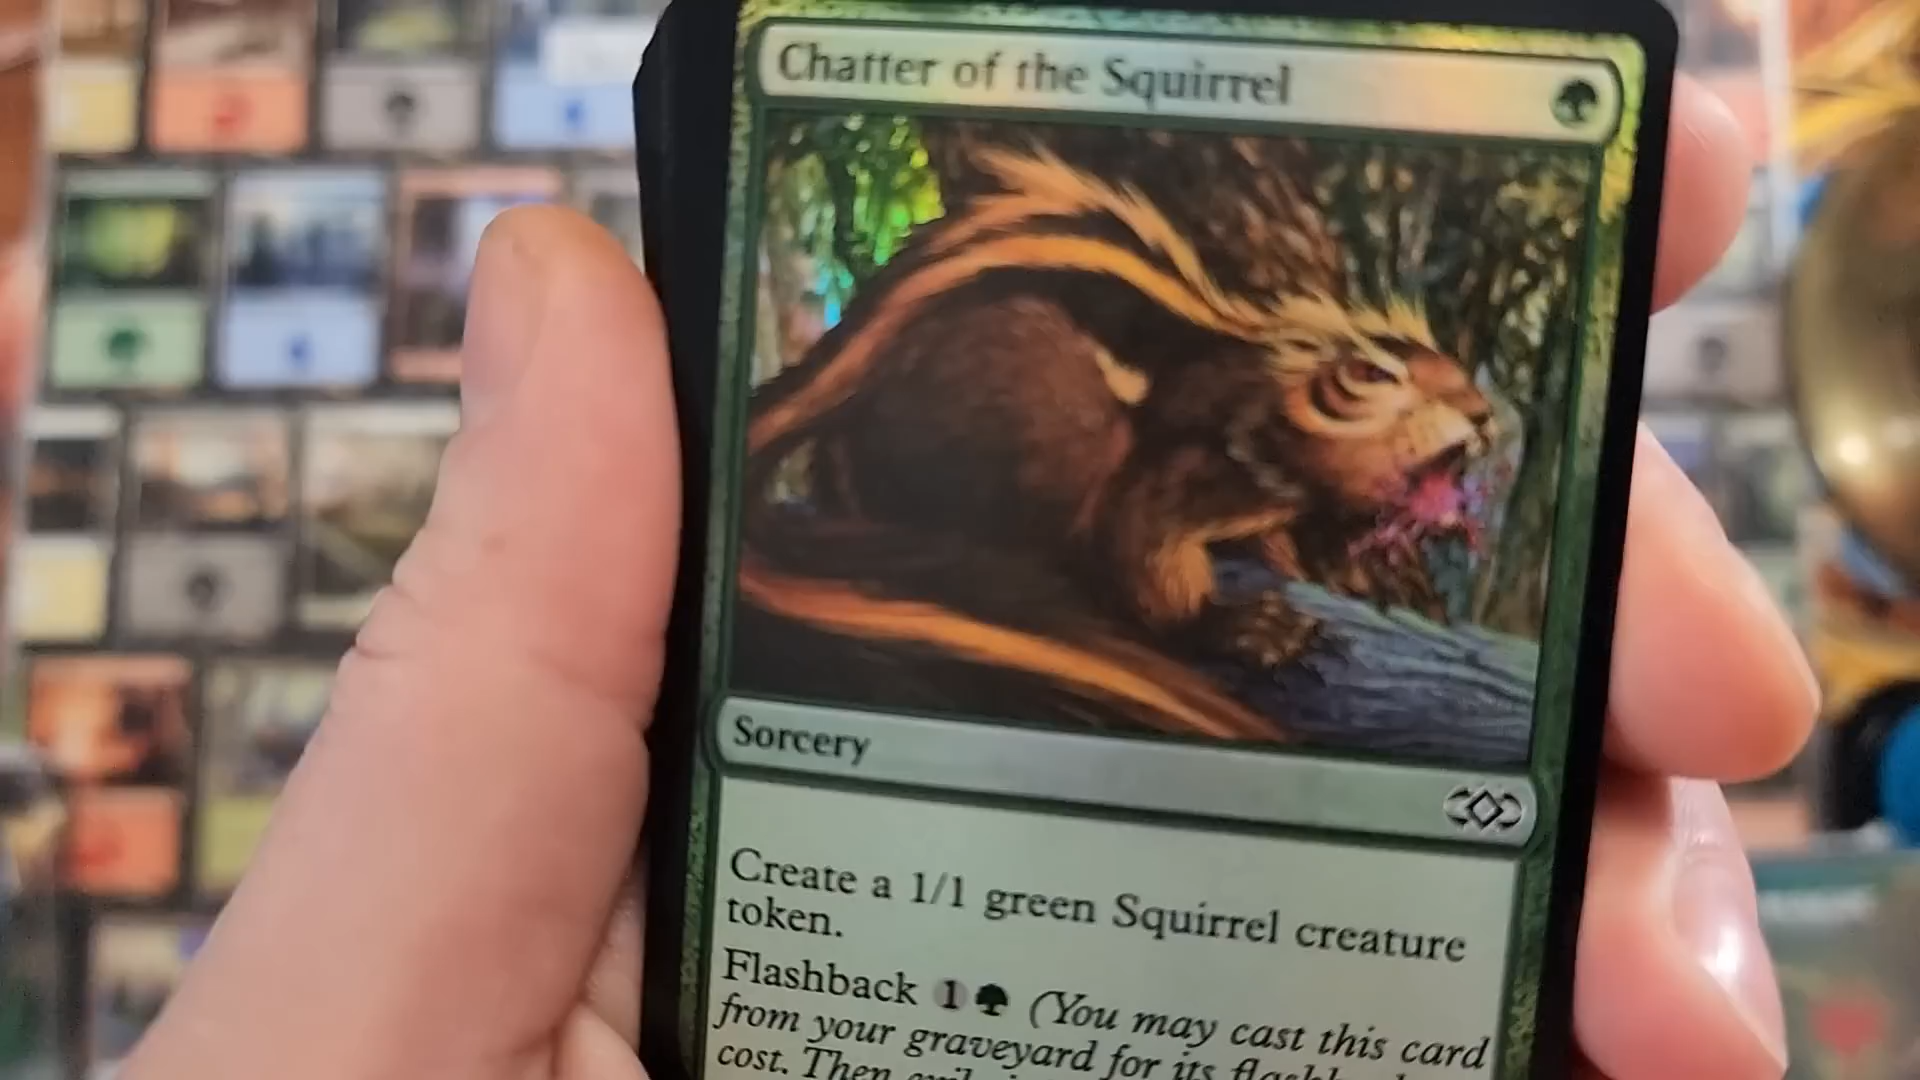 Chatter of the Squirrel
Sorcery
Create a 1/1 green Squirrel creature
token.
Flashback 1 (You may cast this card
from your graveyard for its
cost. Then